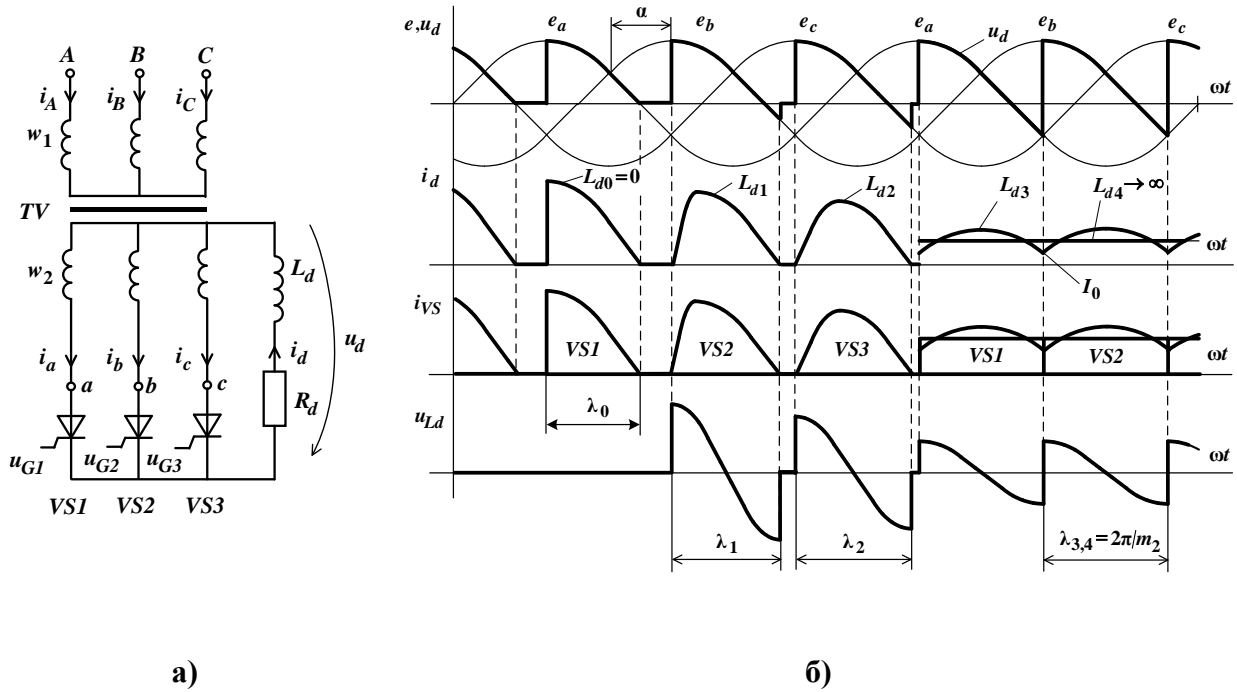 A B C
i_A i_B i_C
w_1
TV
w_2
L_d
u_d
i_a i_b i_c i_d
a b c
R_d
u_G1 u_G2 u_G3
VS1 VS2 VS3
а)
e,u_d e_a α e_b e_c e_a u_d e_b e_c
ωt
i_d L_d0=0 L_d1 L_d2 L_d3 L_d4→∞
ωt
I_0
i_VS
VS1 VS2 VS3 VS1 VS2
ωt
λ_0
u_Ld
ωt
λ_1 λ_2 λ_3,4=2π/m_2
б)